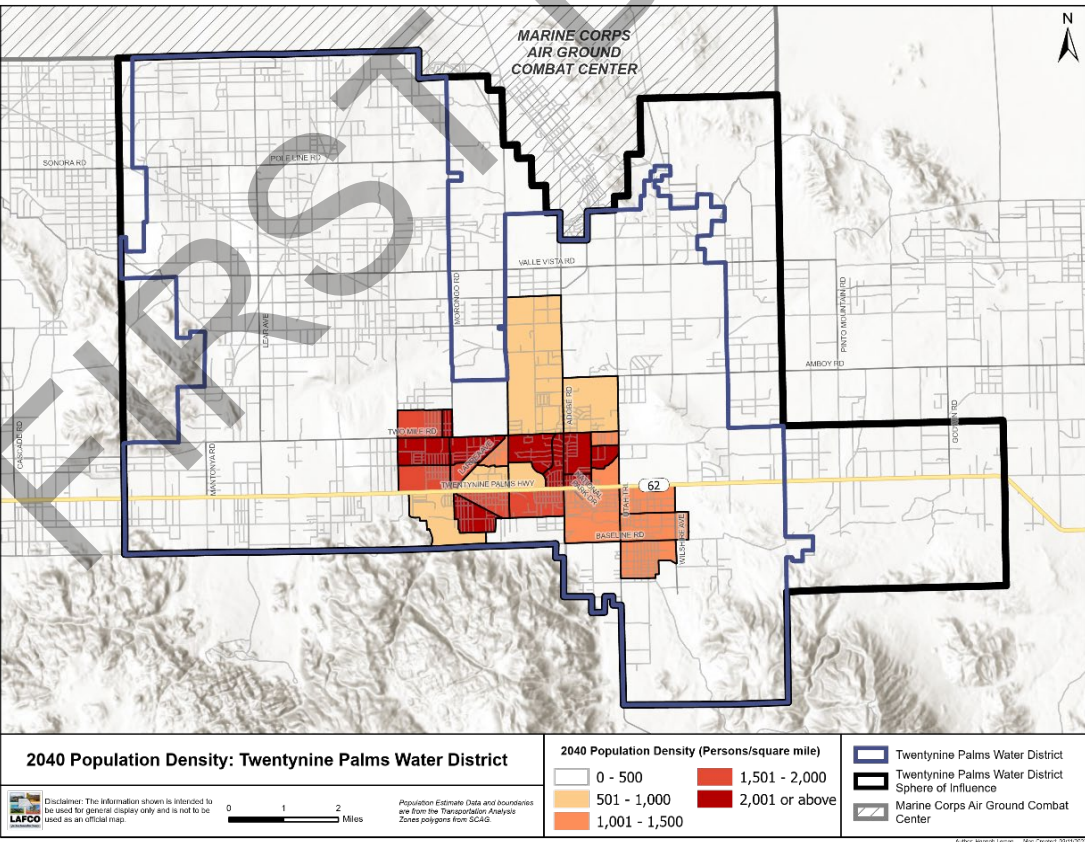 FIRST
MARINE CORPS
AIR GROUND
COMBAT CENTER
N
SONORA RD
POLE LINE RD
VALLE VISTA RD
MORONGO RD
LEAR AVE
PINTO MOUNTAIN RD
AMBOY RD
ADOBE RD
CASCADE RD
MANTONYA RD
TWO MILE RD
TWENTYNINE PALMS HWY
NATIONAL
PARK DR
62
UTAH TRL
BASELINE RD
WILSHIRE AVE
2040 Population Density: Twentynine Palms Water District
LAFCO
Disclaimer: The information shown is intended to
be used for general display only and is not to be
used as an official map.
0 1 2
Miles
Population Estimate Data and boundaries
are from the Transportation Analysis
Zones polygons from SCAG.
2040 Population Density (Persons/square mile)
0 - 500
501 - 1,000
1,001 - 1,500
1,501 - 2,000
2,001 or above
Twentynine Palms Water District
Twentynine Palms Water District
Sphere of Influence
Marine Corps Air Ground Combat
Center